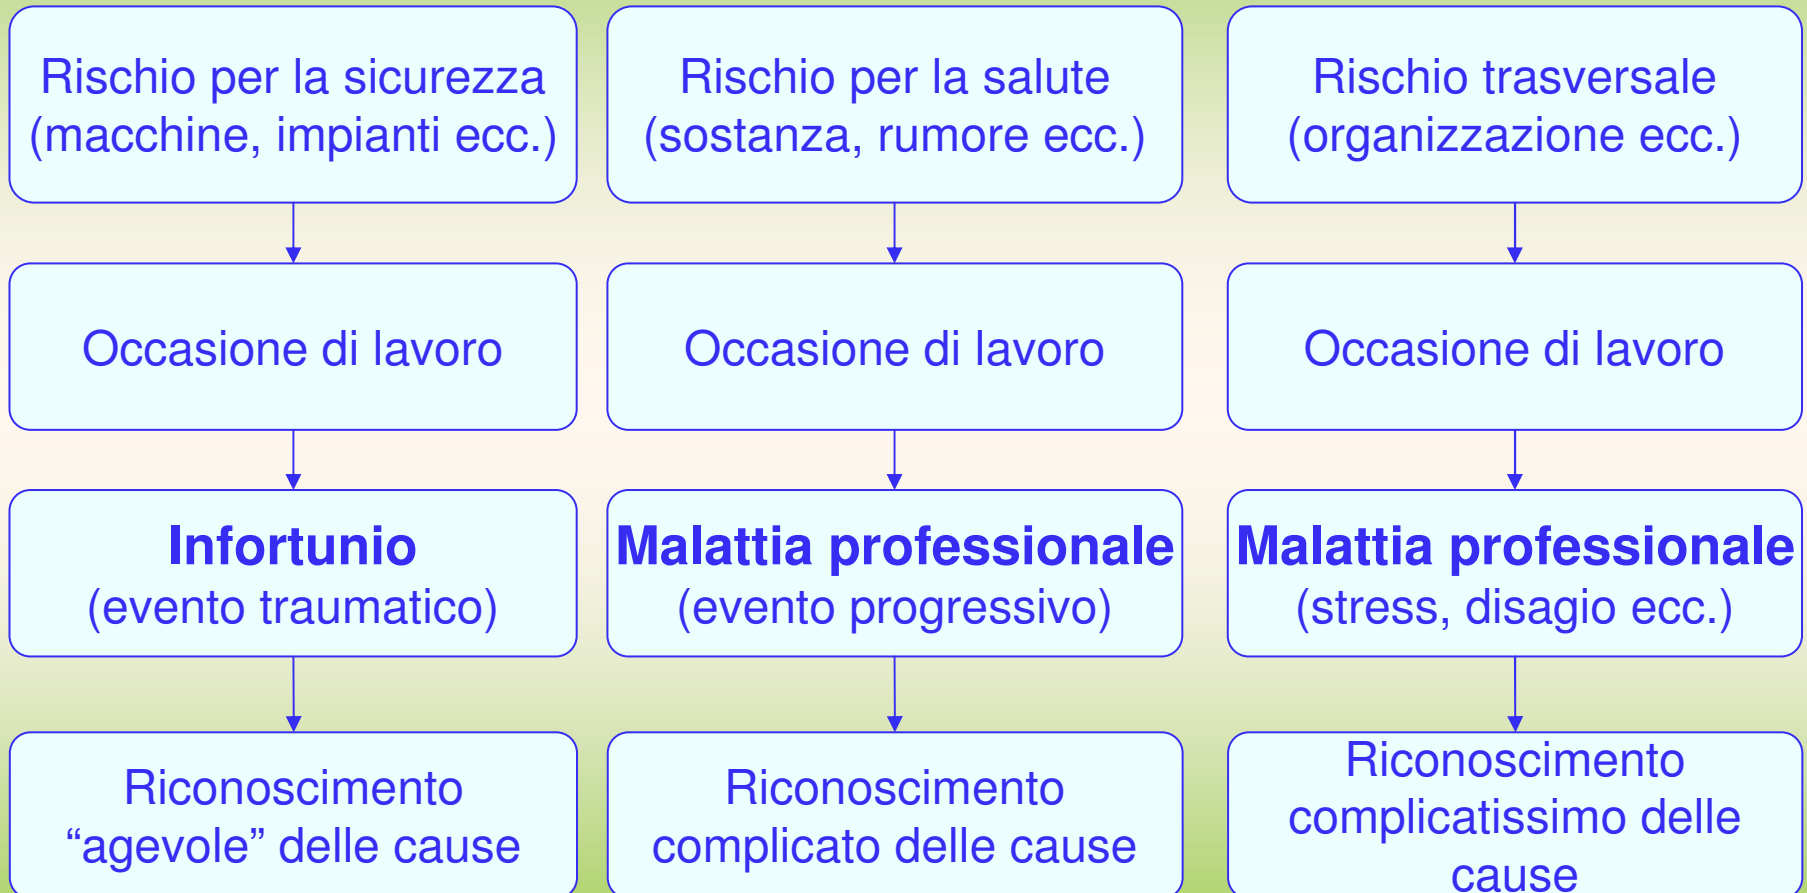 Rischio per la sicurezza
(macchine, impianti ecc.)
Rischio per la salute
(sostanza, rumore ecc.)
Rischio trasversale
(organizzazione ecc.)
Occasione di lavoro
Occasione di lavoro
Occasione di lavoro
Infortunio
(evento traumatico)
Malattia professionale
(evento progressivo)
Malattia professionale
(stress, disagio ecc.)
Riconoscimento
“agevole” delle cause
Riconoscimento
complicato delle cause
Riconoscimento
complicatissimo delle
cause